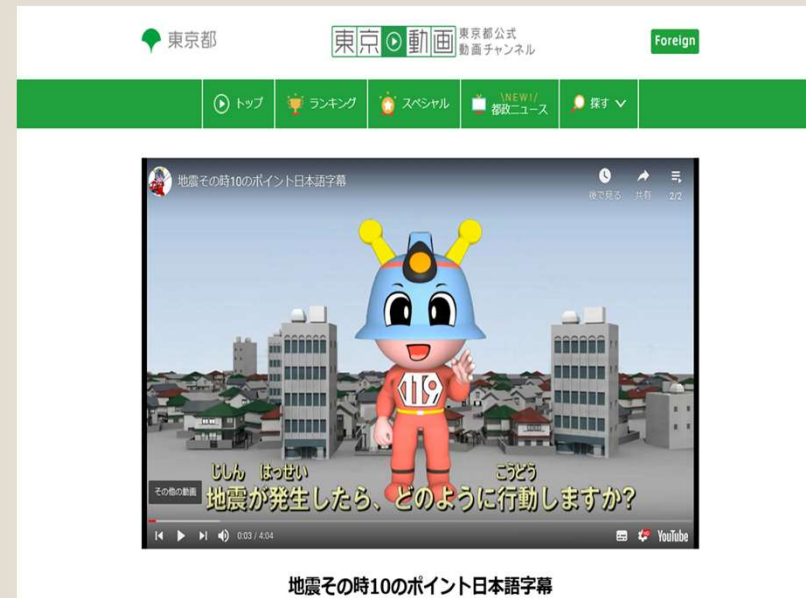 東京都
東京動画
東京都公式
動画チャンネル
Foreign
トップ
ランキング
スペシャル
\NEW!/
都政ニュース
探す
地震その時10のポイント日本語字幕
後で見る
共有
2/2
119
じしん はっせい こうどう
地震が発生したら、どのように行動しますか?
その他の動画
0:03 / 4:04
YouTube
地震その時10のポイント日本語字幕